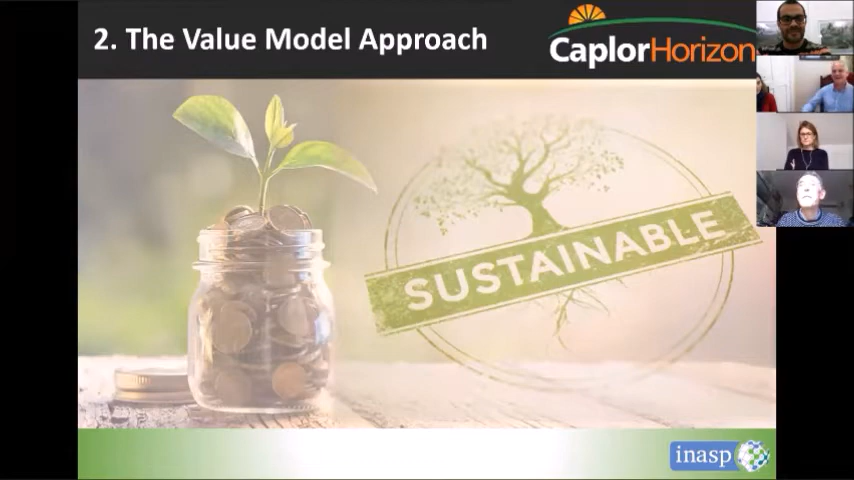 2. The Value Model Approach
CaplorHorizon
SUSTAINABLE
inasp